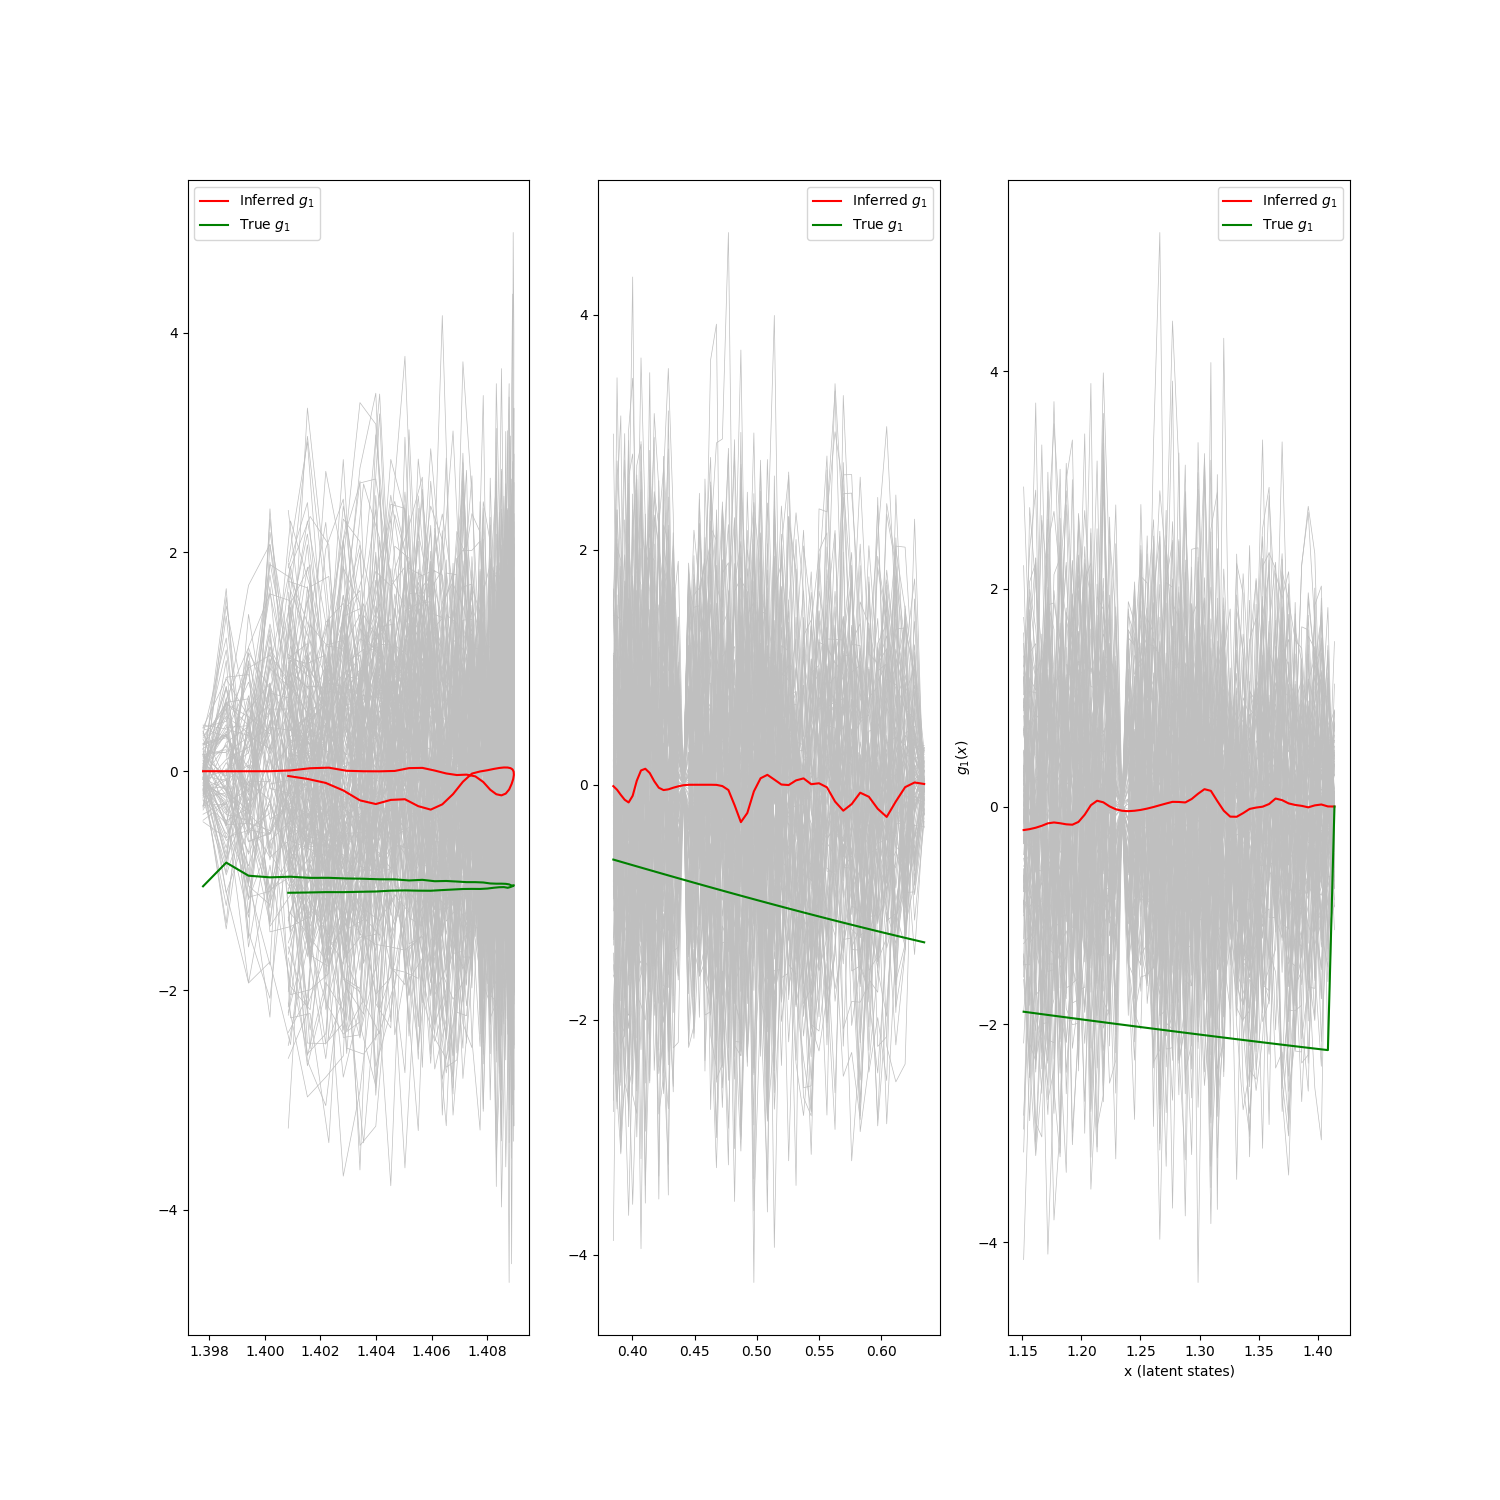 Inferred g₁
True g₁
4
2
0
−2
−4
1.398 1.400 1.402 1.404 1.406 1.408
Inferred g₁
True g₁
4
2
0
−2
−4
0.40 0.45 0.50 0.55 0.60
g₁(x)
Inferred g₁
True g₁
4
2
0
−2
−4
1.15 1.20 1.25 1.30 1.35 1.40
x (latent states)